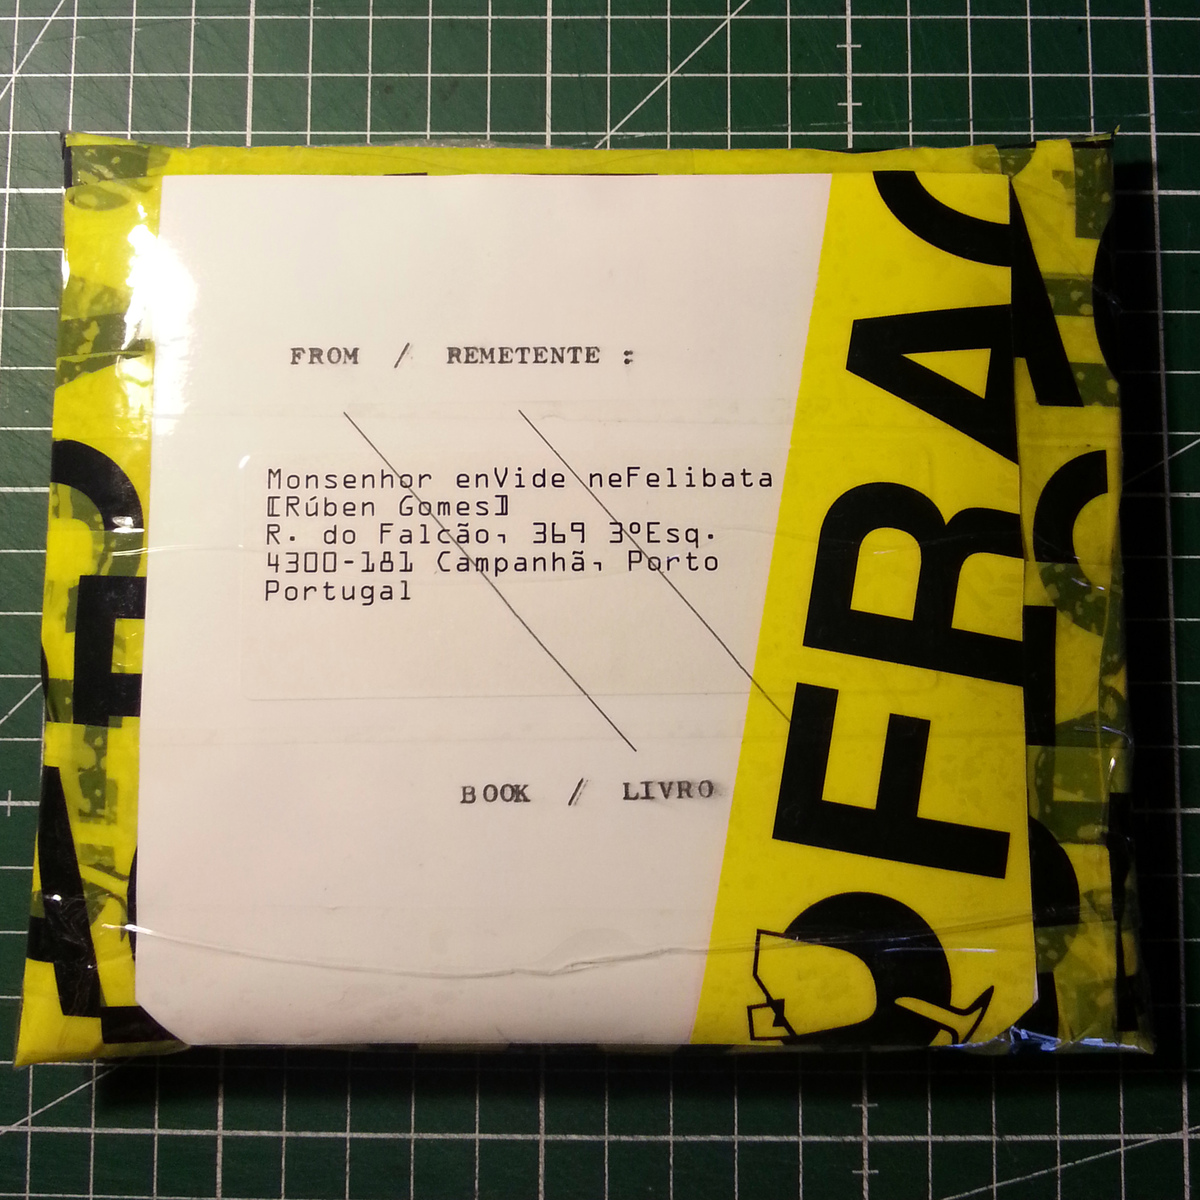 FROM / REMETENTE :
Monsenhor enVide neFelibata
[Rúben Gomes]
R. do Falcão, 369 3ºEsq.
4300-181 Campanhã, Porto
Portugal
BOOK / LIVRO